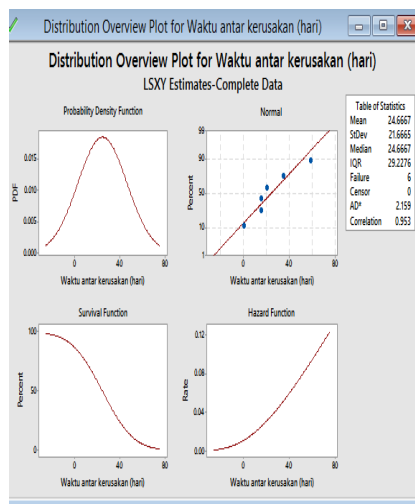 Distribution Overview Plot for Waktu antar kerusakan (hari)
Distribution Overview Plot for Waktu antar kerusakan (hari)
LSXY Estimates-Complete Data
Probability Density Function
PDF
0.015
0.010
0.005
0.000
0 40 80
Waktu antar kerusakan (hari)
Normal
Percent
99
90
50
10
1
0 40 80
Waktu antar kerusakan (hari)
Table of Statistics
Mean 24.6667
StDev 21.6665
Median 24.6667
IQR 29.2276
Failure 6
Censor 0
AD* 2.159
Correlation 0.953
Survival Function
Percent
100
50
0
0 40 80
Waktu antar kerusakan (hari)
Hazard Function
Rate
0.12
0.08
0.04
0.00
0 40 80
Waktu antar kerusakan (hari)